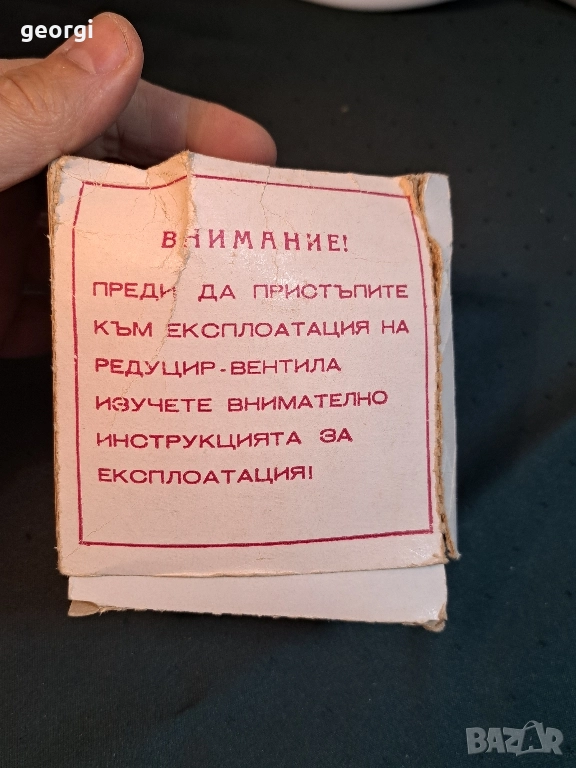 georgi
ВНИМАНИЕ!
ПРЕДИ ДА ПРИСТЪПИТЕ
КЪМ ЕКСПЛОАТАЦИЯ НА
РЕДУЦИР-ВЕНТИЛА
ИЗУЧЕТЕ ВНИМАТЕЛНО
ИНСТРУКЦИЯТА ЗА
ЕКСПЛОАТАЦИЯ!
BAZAR